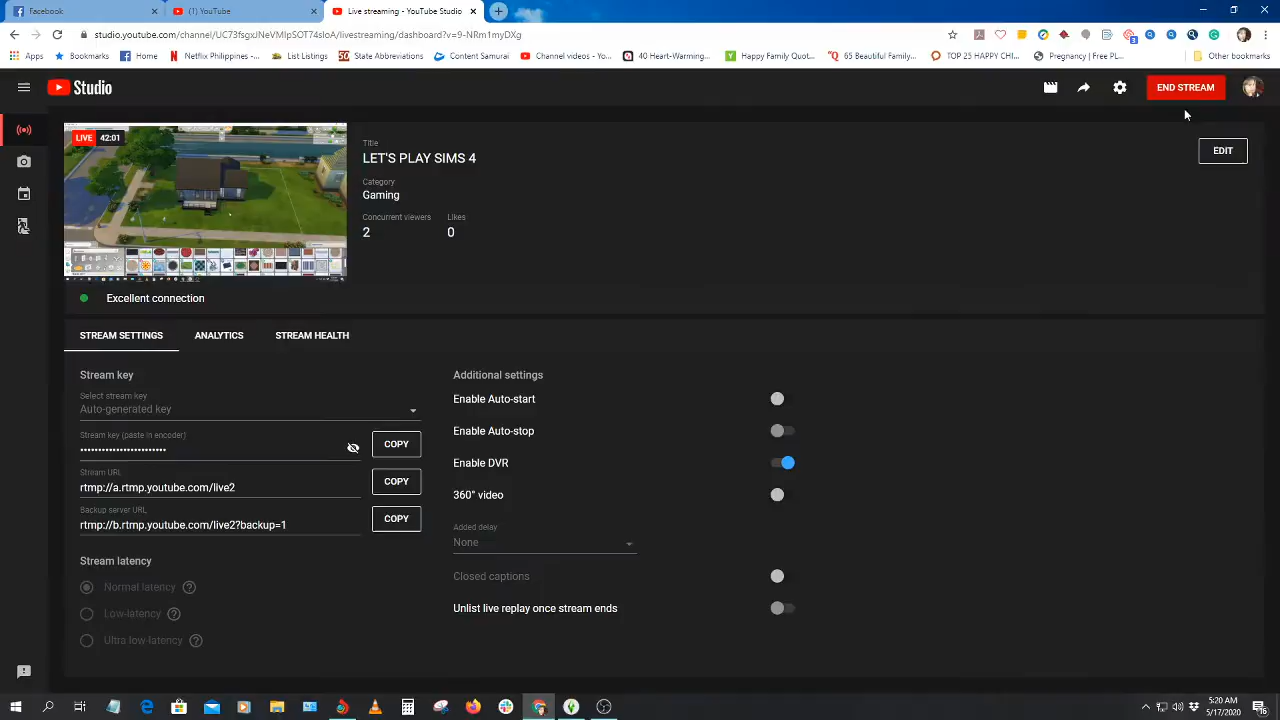 Facebook
(1) YouTube
Live streaming - YouTube Studio
studio.youtube.com/channel/UC73fsgxJNeVMlpSOT74sloA/livestreaming/dashboard?v=9-NRm1myDXg
Apps
Bookmarks
Home
Netflix Philippines -...
List Listings
State Abbreviations
Content Samurai
Channel videos - Yo...
40 Heart-Warming...
Happy Family Quot...
65 Beautiful Family...
TOP 25 HAPPY CHI...
Pregnancy | Free PL...
Other bookmarks
Studio
END STREAM
LIVE 42:01
Title
LET'S PLAY SIMS 4
EDIT
Category
Gaming
Concurrent viewers
2
Likes
0
Excellent connection
STREAM SETTINGS
ANALYTICS
STREAM HEALTH
Stream key
Select stream key
Auto-generated key
Stream key (paste in encoder)
••••••••••••••••••••••••
COPY
Stream URL
rtmp://a.rtmp.youtube.com/live2
COPY
Backup server URL
rtmp://b.rtmp.youtube.com/live2?backup=1
COPY
Stream latency
Normal latency
Low-latency
Ultra low-latency
Additional settings
Enable Auto-start
Enable Auto-stop
Enable DVR
360° video
Added delay
None
Closed captions
Unlist live replay once stream ends
5:20 AM
5/17/2020